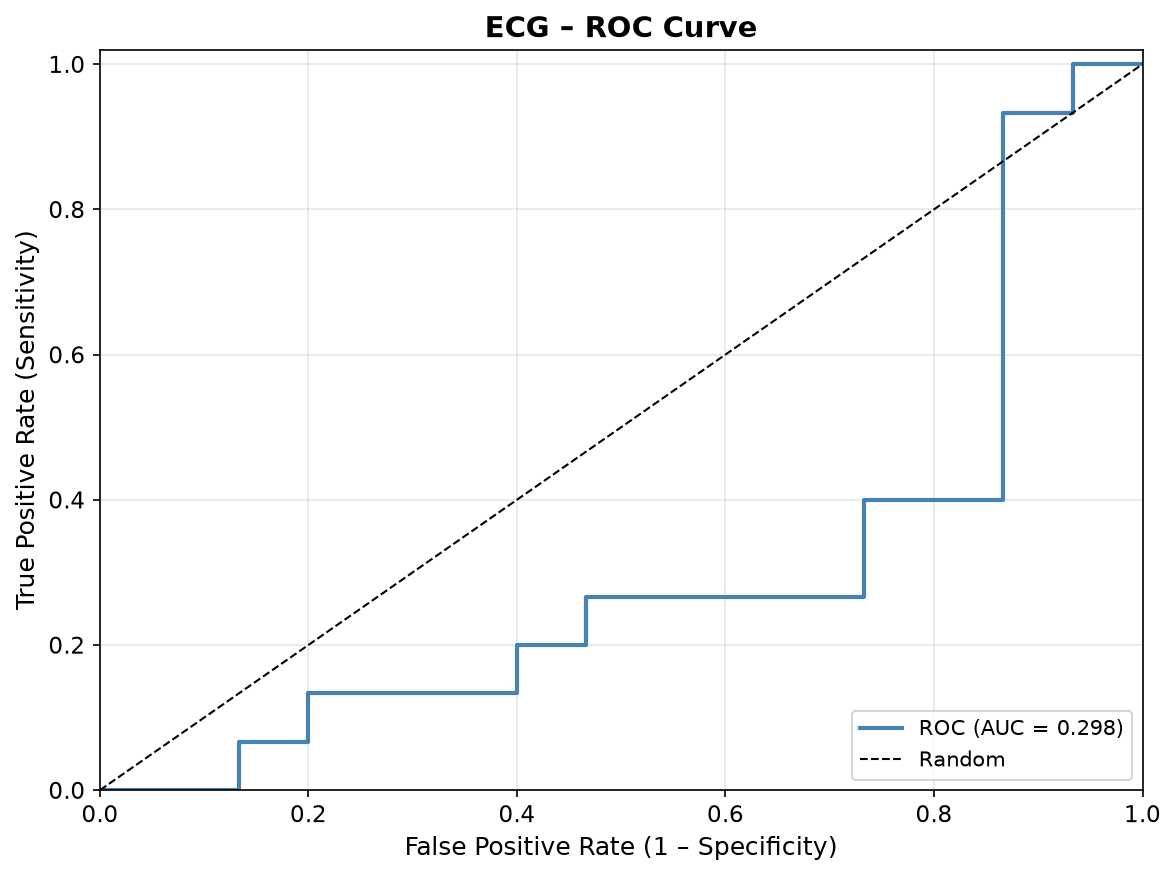 ECG – ROC Curve
True Positive Rate (Sensitivity)
1.0
0.8
0.6
0.4
0.2
0.0
ROC (AUC = 0.298)
Random
0.0 0.2 0.4 0.6 0.8 1.0
False Positive Rate (1 – Specificity)